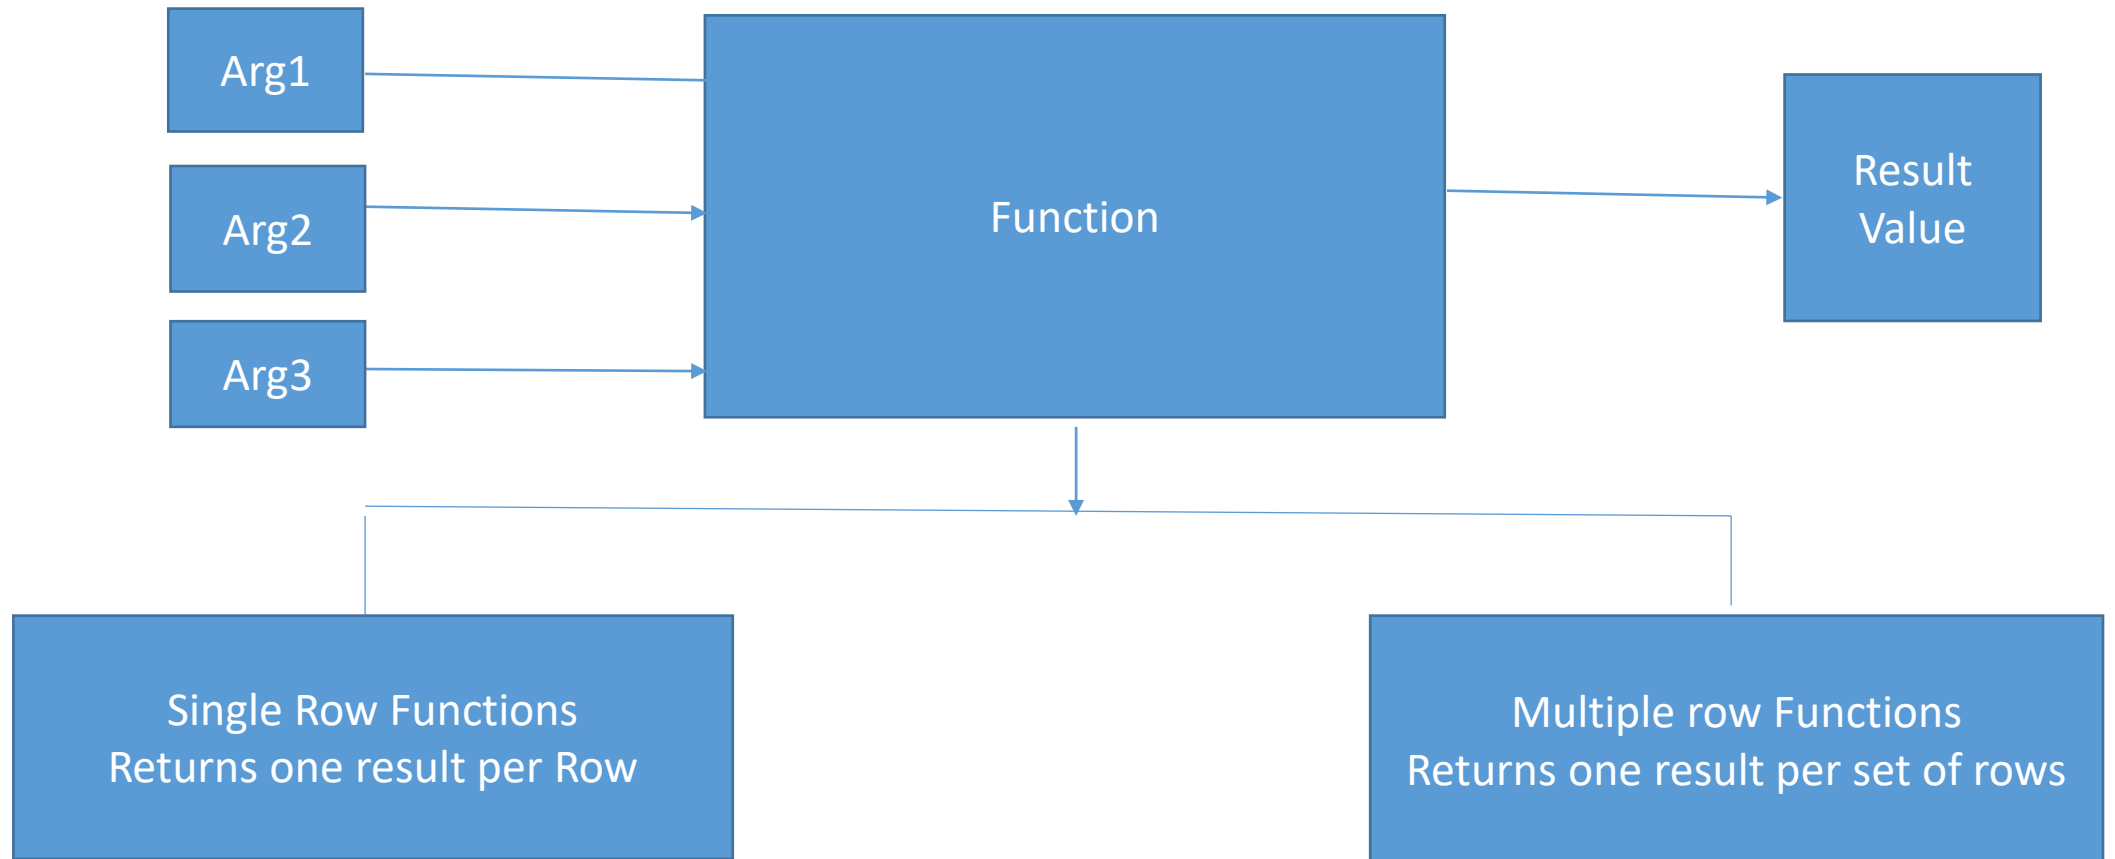 Arg1
Arg2
Arg3
Function
Result
Value
Single Row Functions
Returns one result per Row
Multiple row Functions
Returns one result per set of rows